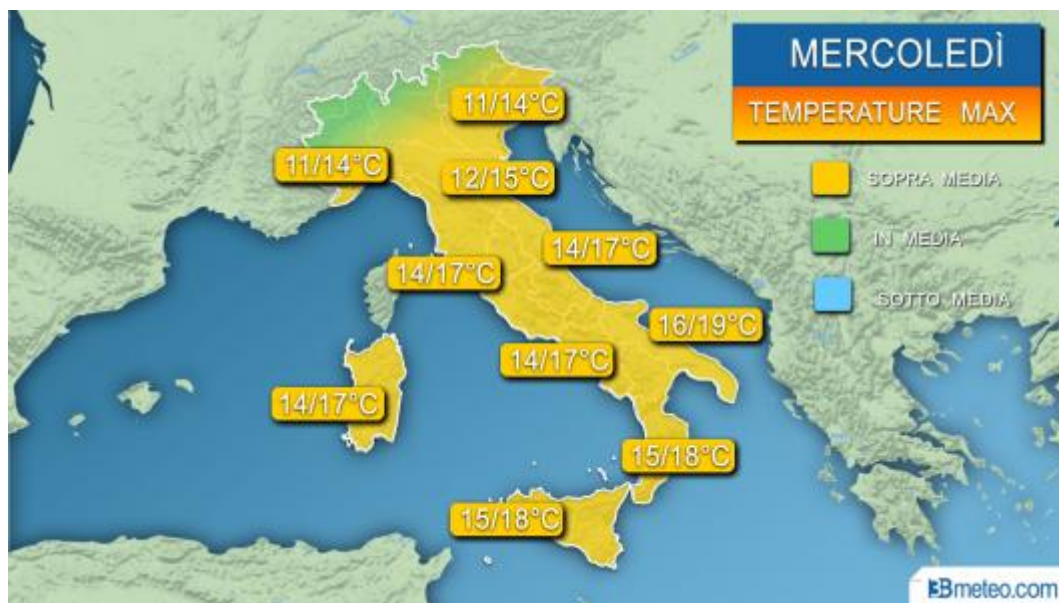 MERCOLEDÌ
TEMPERATURE MAX
SOPRA MEDIA
IN MEDIA
SOTTO MEDIA
11/14°C
11/14°C
12/15°C
14/17°C
14/17°C
16/19°C
14/17°C
14/17°C
15/18°C
15/18°C
3Bmeteo.com